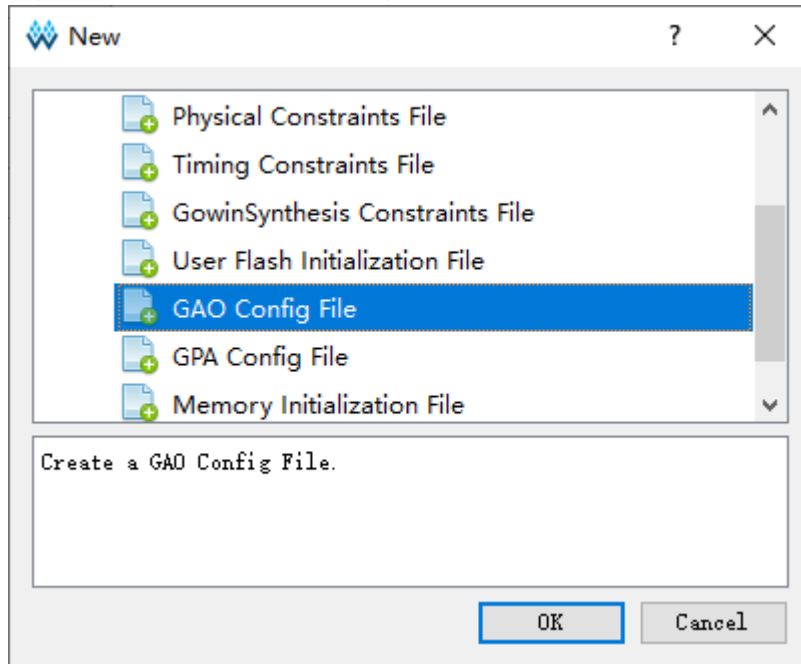 New
?
Physical Constraints File
Timing Constraints File
GowinSynthesis Constraints File
User Flash Initialization File
GAO Config File
GPA Config File
Memory Initialization File
Create a GAO Config File.
OK
Cancel